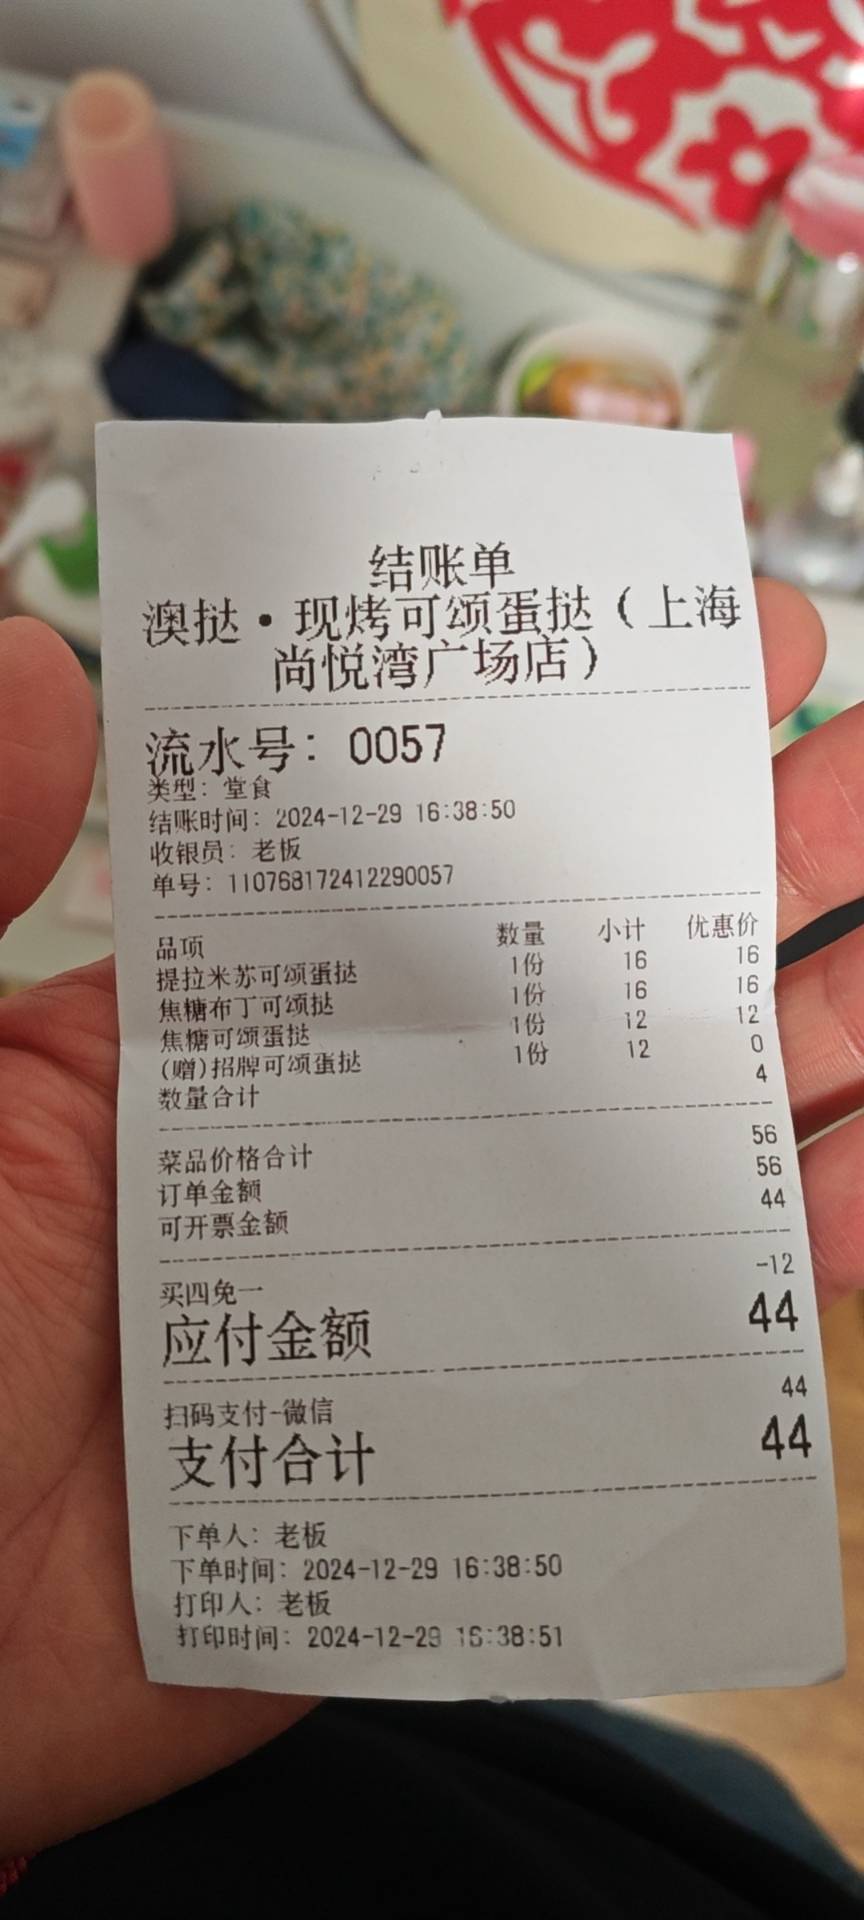 结账单
澳挞·现烤可颂蛋挞（上海
尚悦湾广场店）
流水号：0057
类型：堂食
结账时间：2024-12-29 16:38:50
收银员：老板
单号：110768172412290057
品项 数量 小计 优惠价
提拉米苏可颂蛋挞 1份 16 16
焦糖布丁可颂挞 1份 16 16
焦糖可颂蛋挞 1份 12 12
(赠)招牌可颂蛋挞 1份 12 0
数量合计 4
菜品价格合计 56
订单金额 56
可开票金额 44
买四免一 -12
应付金额 44
扫码支付-微信 44
支付合计 44
下单人：老板
下单时间：2024-12-29 16:38:50
打印人：老板
打印时间：2024-12-29 16:38:51